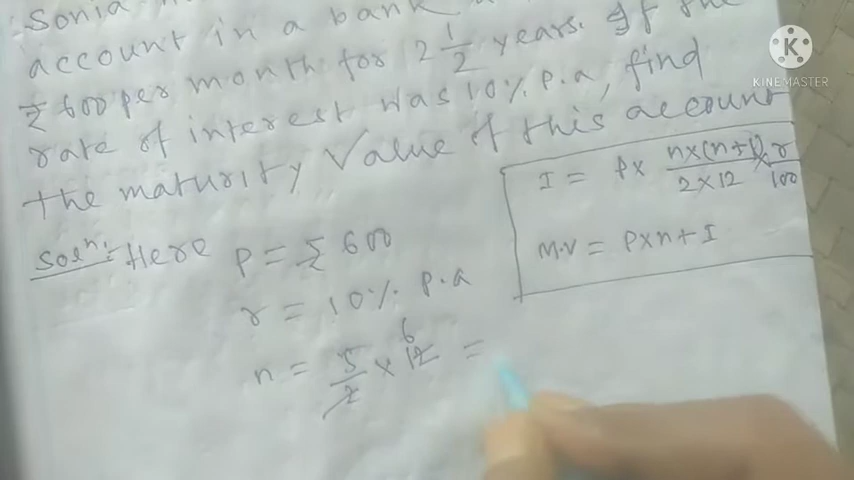 Sonia
account in a bank
₹ 600 per month for 2 1/2 years. If the
rate of interest was 10% p.a, find
the maturity value of this account
I = P× n×(n+1)/2×12 × r/100
M.V = P×n+I
Solⁿ:- Here P = ₹ 600
r = 10% p.a
n = 5/2 × 12 =
6
K
KINEMASTER